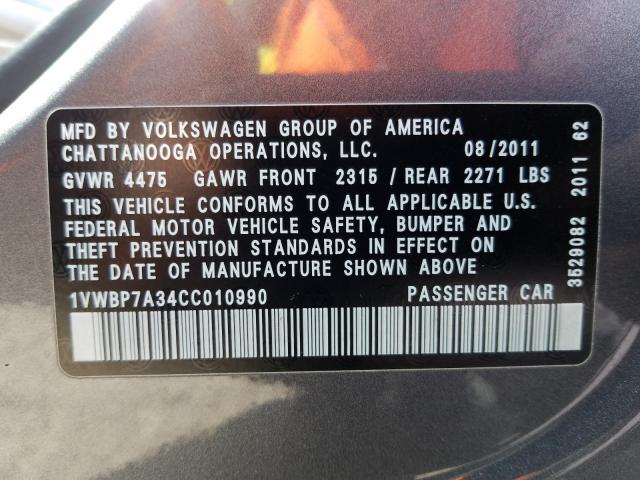 MFD BY VOLKSWAGEN GROUP OF AMERICA
CHATTANOOGA OPERATIONS, LLC. 08/2011
GVWR 4475 GAWR FRONT 2315 / REAR 2271 LBS
THIS VEHICLE CONFORMS TO ALL APPLICABLE U.S.
FEDERAL MOTOR VEHICLE SAFETY, BUMPER AND
THEFT PREVENTION STANDARDS IN EFFECT ON
THE DATE OF MANUFACTURE SHOWN ABOVE.
1VWBP7A34CC010990 PASSENGER CAR
3529082 2011 62